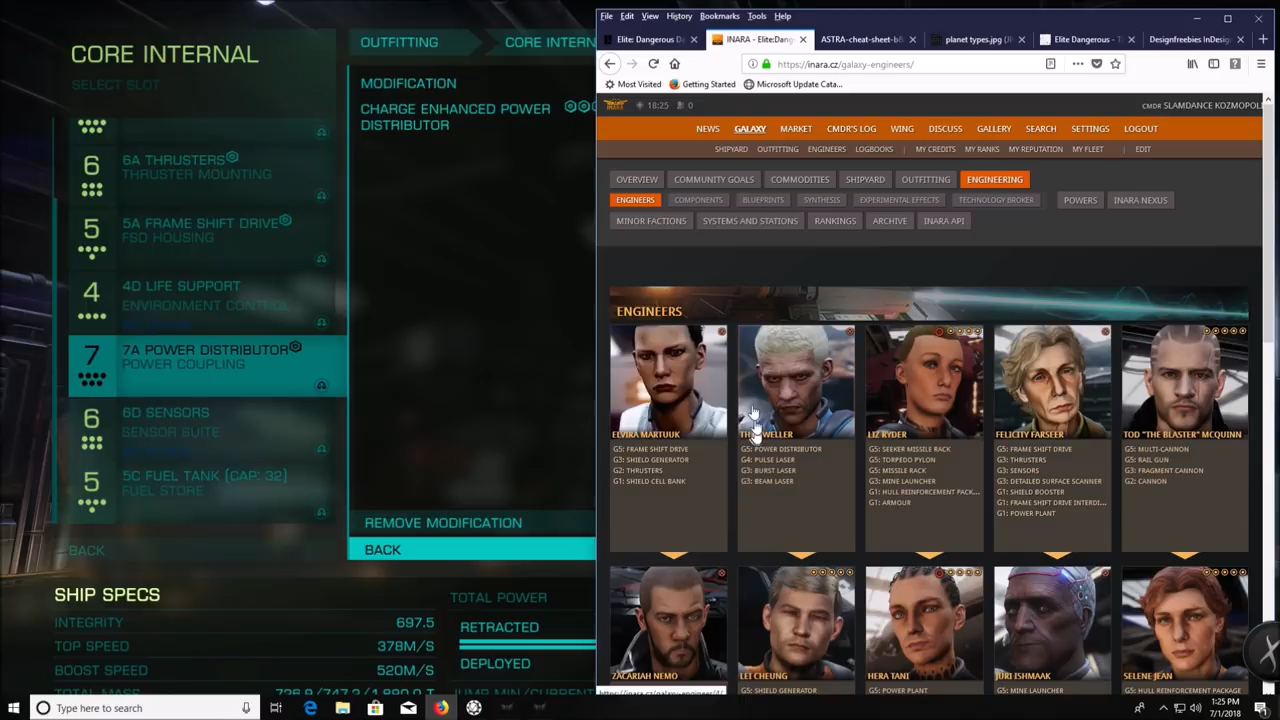 CORE INTERNAL
SELECT SLOT
6
6A THRUSTERS
THRUSTER MOUNTING
5
5A FRAME SHIFT DRIVE
FSD HOUSING
4
4D LIFE SUPPORT
ENVIRONMENT CONTROL
7
7A POWER DISTRIBUTOR
POWER COUPLING
6
6D SENSORS
SENSOR SUITE
5
5C FUEL TANK (CAP: 32)
FUEL STORE
BACK
SHIP SPECS
INTEGRITY 697.5
TOP SPEED 378M/S
BOOST SPEED 520M/S
OUTFITTING
CORE INTERN
MODIFICATION
CHARGE ENHANCED POWER
DISTRIBUTOR
REMOVE MODIFICATION
BACK
TOTAL POWER
RETRACTED
DEPLOYED
File Edit View History Bookmarks Tools Help
Elite: Dangerous Da
INARA - Elite:Dang
ASTRA-cheat-sheet-b
planet types.jpg (J
Elite Dangerous - T
Designfreebies InDesig
https://inara.cz/galaxy-engineers/
Most Visited Getting Started Microsoft Update Cata...
18:25 0
CMDR SLAMDANCE KOZMOPOL
NEWS GALAXY MARKET CMDR'S LOG WING DISCUSS GALLERY SEARCH SETTINGS LOGOUT
SHIPYARD OUTFITTING ENGINEERS LOGBOOKS MY CREDITS MY RANKS MY REPUTATION MY FLEET EDIT
OVERVIEW COMMUNITY GOALS COMMODITIES SHIPYARD OUTFITTING ENGINEERING
ENGINEERS COMPONENTS BLUEPRINTS SYNTHESIS EXPERIMENTAL EFFECTS TECHNOLOGY BROKER POWERS INARA NEXUS
MINOR FACTIONS SYSTEMS AND STATIONS RANKINGS ARCHIVE INARA API
ENGINEERS
ELVIRA MARTUUK
G5: FRAME SHIFT DRIVE
G3: SHIELD GENERATOR
G2: THRUSTERS
G1: SHIELD CELL BANK
G5: POWER DISTRIBUTOR
G4: PULSE LASER
G3: BURST LASER
G3: BEAM LASER
LIZ RYDER
G5: SEEKER MISSILE RACK
G5: TORPEDO PYLON
G5: MISSILE RACK
G3: MINE LAUNCHER
G1: HULL REINFORCEMENT PACK...
G1: ARMOUR
FELICITY FARSEER
G5: FRAME SHIFT DRIVE
G3: THRUSTERS
G3: SENSORS
G3: DETAILED SURFACE SCANNER
G1: SHIELD BOOSTER
G1: FRAME SHIFT DRIVE INTERDI...
G1: POWER PLANT
TOD "THE BLASTER" MCQUINN
G5: MULTI-CANNON
G5: RAIL GUN
G3: FRAGMENT CANNON
G2: CANNON
ZACARIAH NEMO
LEI CHEUNG
HERA TANI
JURI ISHMAAK
SELENE JEAN
G5: SHIELD GENERATOR
G5: POWER PLANT
G5: MINE LAUNCHER
G5: HULL REINFORCEMENT PACKAGE
Type here to search
1:25 PM
7/1/2018